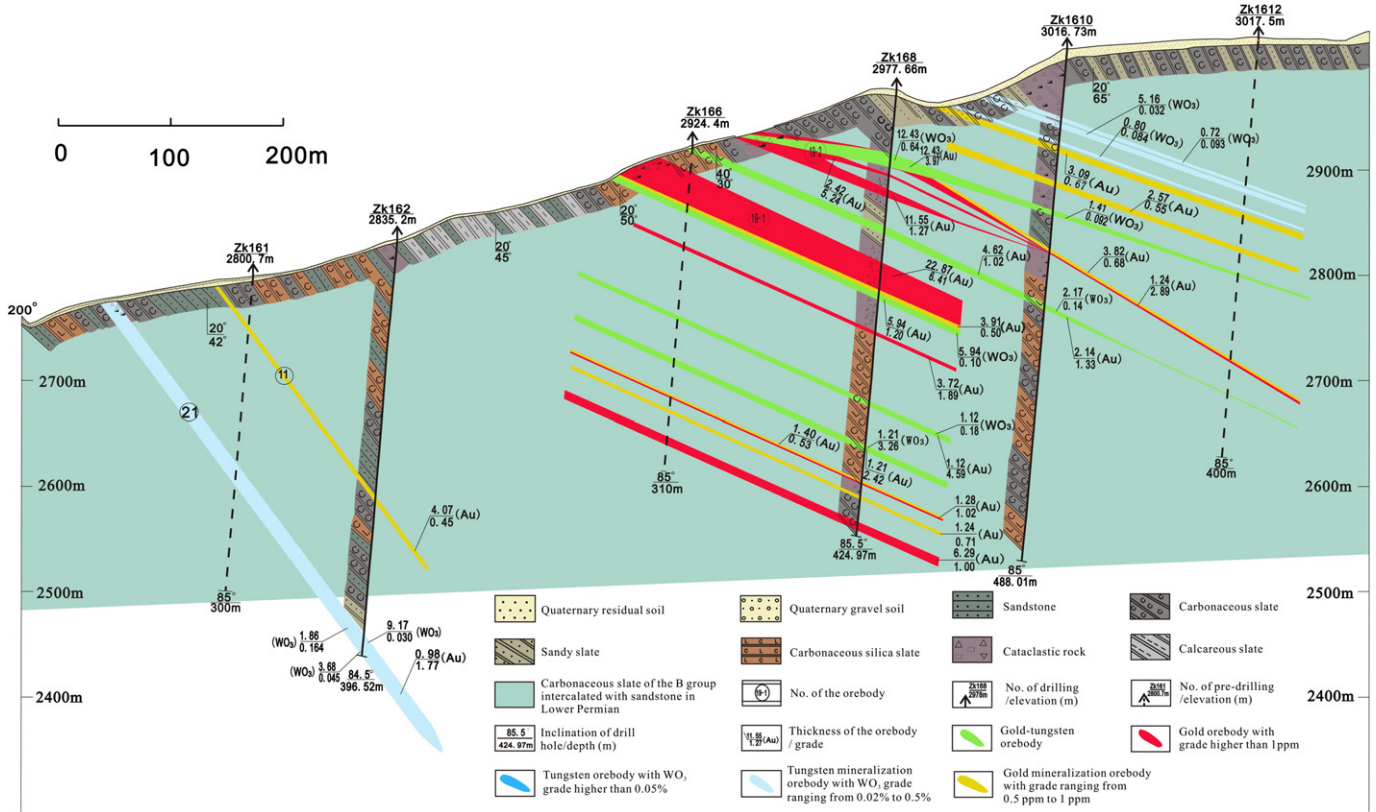 Zk1612
3017.5m
Zk1610
3016.73m
Zk168
2977.66m
Zk166
2924.4m
Zk162
2835.2m
Zk161
2800.7m
0 100 200m
200°
20°
65°
5.16 (WO₃)
0.032
0.80 (WO₃)
0.084
0.72 (WO₃)
0.093
2900m
12.43 (WO₃)
0.64
12.43 (Au)
3.97
19-2
3.09 (Au)
0.67
2.57 (Au)
0.55
40°
30°
2.42 (Au)
5.24
1.41 (WO₃)
0.092
20°
50°
19-1
11.55 (Au)
1.27
4.62 (Au)
1.02
3.82 (Au)
0.68
20°
45°
22.87 (Au)
6.41
1.24 (Au)
2.89
2800m
2.17 (WO₃)
0.14
20°
42°
5.94 (Au)
1.20
3.91 (Au)
0.50
5.94 (WO₃)
0.10
2.14 (Au)
1.33
2700m
11
3.72 (Au)
1.89
2700m
21
1.12 (WO₃)
0.18
1.40 (Au)
0.53
1.21 (WO₃)
3.26
1.12 (Au)
4.59
1.21 (Au)
2.42
85°
310m
85°
400m
2600m
2600m
1.28 (Au)
1.02
4.07 (Au)
0.45
1.24 (Au)
0.71
85.5°
424.97m
6.29 (Au)
1.00
85°
488.01m
2500m
85°
300m
2500m
(WO₃) 1.86
0.164
9.17 (WO₃)
0.030
(WO₃) 3.68
0.045
0.98 (Au)
1.77
84.5°
396.52m
2400m
2400m
Quaternary residual soil
Quaternary gravel soil
Sandstone
Carbonaceous slate
Sandy slate
Carbonaceous silica slate
Cataclastic rock
Calcareous slate
Carbonaceous slate of the B group
intercalated with sandstone in
Lower Permian
19-1
No. of the orebody
Zk168
2978m
No. of drilling
/elevation (m)
Zk161
2800.7m
No. of pre-drilling
/elevation (m)
85.5°
424.97m
Inclination of drill
hole/depth (m)
11.55 (Au)
1.27
Thickness of the orebody
/ grade
Gold-tungsten
orebody
Gold orebody with
grade higher than 1ppm
Tungsten orebody with WO₃
grade higher than 0.05%
Tungsten mineralization
orebody with WO₃ grade
ranging from 0.02% to 0.5%
Gold mineralization orebody
with grade ranging from
0.5 ppm to 1 ppm